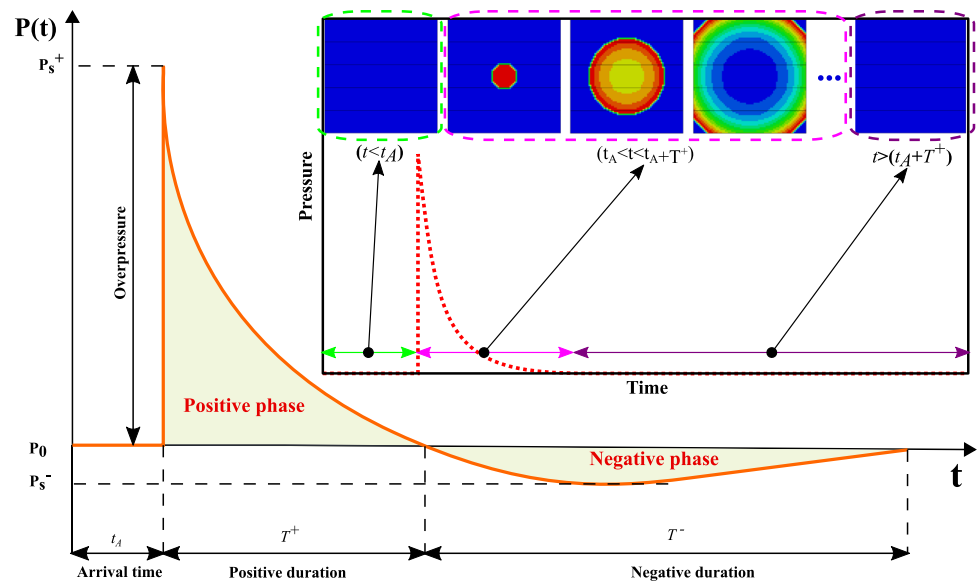 P(t)
Ps+
Overpressure
Positive phase
P0
Ps-
Negative phase
t
tA
T+
T-
Arrival time
Positive duration
Negative duration
Pressure
...
(t<tA)
(tA<t<tA+T+)
t>(tA+T+)
Time